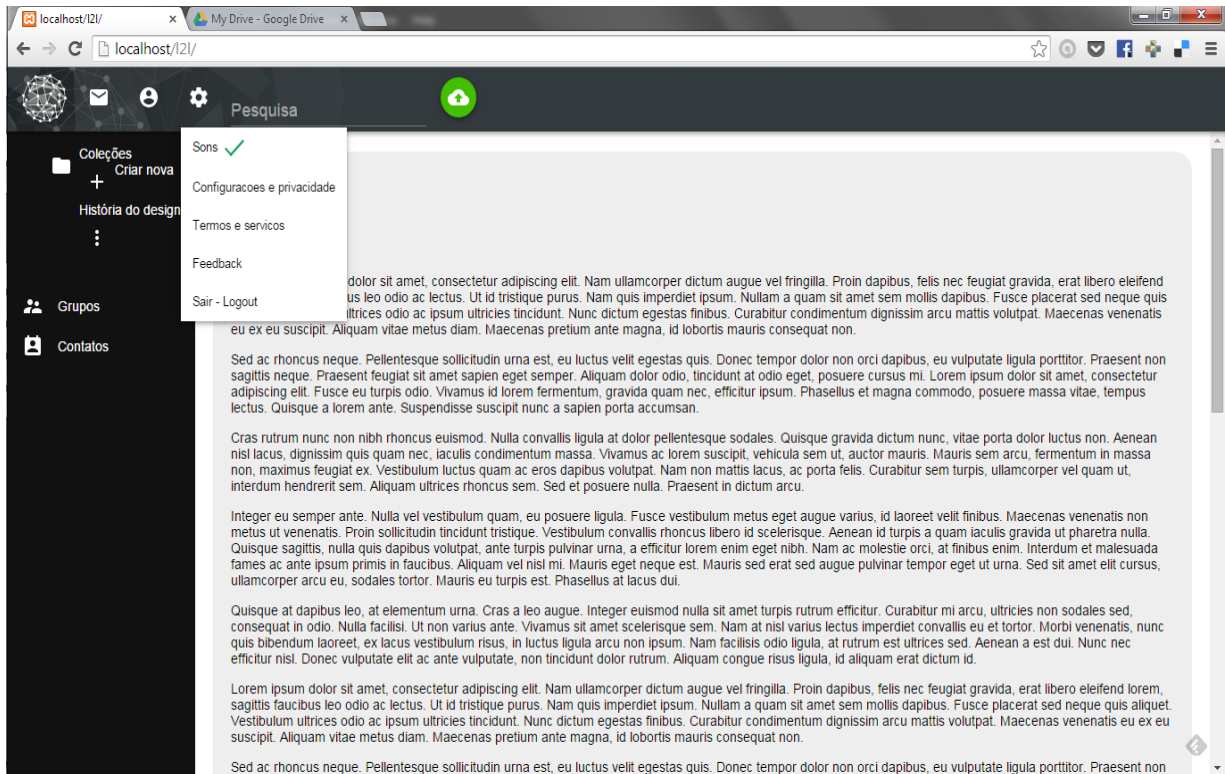 localhost/l2l/
My Drive - Google Drive
localhost/l2l/
Pesquisa
Coleções
Criar nova
História do design
Grupos
Contatos
Sons
Configuracoes e privacidade
Termos e servicos
Feedback
Sair - Logout
dolor sit amet, consectetur adipiscing elit. Nam ullamcorper dictum augue vel fringilla. Proin dapibus, felis nec feugiat gravida, erat libero eleifend
us leo odio ac lectus. Ut id tristique purus. Nam quis imperdiet ipsum. Nullam a quam sit amet sem mollis dapibus. Fusce placerat sed neque quis
ltrices odio ac ipsum ultricies tincidunt. Nunc dictum egestas finibus. Curabitur condimentum dignissim arcu mattis volutpat. Maecenas venenatis
eu ex eu suscipit. Aliquam vitae metus diam. Maecenas pretium ante magna, id lobortis mauris consequat non.
Sed ac rhoncus neque. Pellentesque sollicitudin urna est, eu luctus velit egestas quis. Donec tempor dolor non orci dapibus, eu vulputate ligula porttitor. Praesent non
sagittis neque. Praesent feugiat sit amet sapien eget semper. Aliquam dolor odio, tincidunt at odio eget, posuere cursus mi. Lorem ipsum dolor sit amet, consectetur
adipiscing elit. Fusce eu turpis odio. Vivamus id lorem fermentum, gravida quam nec, efficitur ipsum. Phasellus et magna commodo, posuere massa vitae, tempus
lectus. Quisque a lorem ante. Suspendisse suscipit nunc a sapien porta accumsan.
Cras rutrum nunc non nibh rhoncus euismod. Nulla convallis ligula at dolor pellentesque sodales. Quisque gravida dictum nunc, vitae porta dolor luctus non. Aenean
nisl lacus, dignissim quis quam nec, iaculis condimentum massa. Vivamus ac lorem suscipit, vehicula sem ut, auctor mauris. Mauris sem arcu, fermentum in massa
non, maximus feugiat ex. Vestibulum luctus quam ac eros dapibus volutpat. Nam non mattis lacus, ac porta felis. Curabitur sem turpis, ullamcorper vel quam ut,
interdum hendrerit sem. Aliquam ultrices rhoncus sem. Sed et posuere nulla. Praesent in dictum arcu.
Integer eu semper ante. Nulla vel vestibulum quam, eu posuere ligula. Fusce vestibulum metus eget augue varius, id laoreet velit finibus. Maecenas venenatis non
metus ut venenatis. Proin sollicitudin tincidunt tristique. Vestibulum convallis rhoncus libero id scelerisque. Aenean id turpis a quam iaculis gravida ut pharetra nulla.
Quisque sagittis, nulla quis dapibus volutpat, ante turpis pulvinar urna, a efficitur lorem enim eget nibh. Nam ac molestie orci, at finibus enim. Interdum et malesuada
fames ac ante ipsum primis in faucibus. Aliquam vel nisl mi. Mauris eget neque est. Mauris sed erat sed augue pulvinar tempor eget ut urna. Sed sit amet elit cursus,
ullamcorper arcu eu, sodales tortor. Mauris eu turpis est. Phasellus at lacus dui.
Quisque at dapibus leo, at elementum urna. Cras a leo augue. Integer euismod nulla sit amet turpis rutrum efficitur. Curabitur mi arcu, ultricies non sodales sed,
consequat in odio. Nulla facilisi. Ut non varius ante. Vivamus sit amet scelerisque sem. Nam at nisl varius lectus imperdiet convallis eu et tortor. Morbi venenatis, nunc
quis bibendum laoreet, ex lacus vestibulum risus, in luctus ligula arcu non ipsum. Nam facilisis odio ligula, at rutrum est ultrices sed. Aenean a est dui. Nunc nec
efficitur nisl. Donec vulputate elit ac ante vulputate, non tincidunt dolor rutrum. Aliquam congue risus ligula, id aliquam erat dictum id.
Lorem ipsum dolor sit amet, consectetur adipiscing elit. Nam ullamcorper dictum augue vel fringilla. Proin dapibus, felis nec feugiat gravida, erat libero eleifend lorem,
sagittis faucibus leo odio ac lectus. Ut id tristique purus. Nam quis imperdiet ipsum. Nullam a quam sit amet sem mollis dapibus. Fusce placerat sed neque quis aliquet.
Vestibulum ultrices odio ac ipsum ultricies tincidunt. Nunc dictum egestas finibus. Curabitur condimentum dignissim arcu mattis volutpat. Maecenas venenatis eu ex eu
suscipit. Aliquam vitae metus diam. Maecenas pretium ante magna, id lobortis mauris consequat non.
Sed ac rhoncus neque. Pellentesque sollicitudin urna est, eu luctus velit egestas quis. Donec tempor dolor non orci dapibus, eu vulputate ligula porttitor. Praesent non